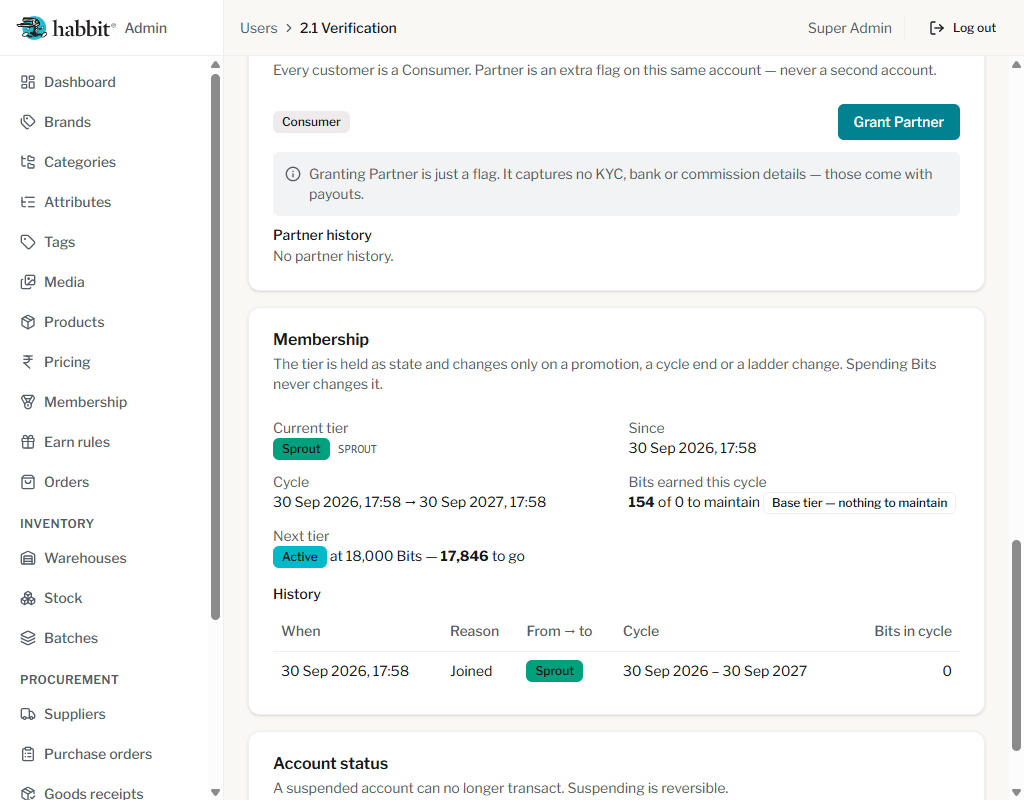 habbit® Admin
Users > 2.1 Verification
Super Admin
Log out
Dashboard
Brands
Categories
Attributes
Tags
Media
Products
Pricing
Membership
Earn rules
Orders
INVENTORY
Warehouses
Stock
Batches
PROCUREMENT
Suppliers
Purchase orders
Goods receipts
Every customer is a Consumer. Partner is an extra flag on this same account — never a second account.
Consumer
Grant Partner
Granting Partner is just a flag. It captures no KYC, bank or commission details — those come with
payouts.
Partner history
No partner history.
Membership
The tier is held as state and changes only on a promotion, a cycle end or a ladder change. Spending Bits
never changes it.
Current tier
Sprout SPROUT
Since
30 Sep 2026, 17:58
Cycle
30 Sep 2026, 17:58 → 30 Sep 2027, 17:58
Bits earned this cycle
154 of 0 to maintain Base tier — nothing to maintain
Next tier
Active at 18,000 Bits — 17,846 to go
History
When Reason From → to Cycle Bits in cycle
30 Sep 2026, 17:58 Joined Sprout 30 Sep 2026 – 30 Sep 2027 0
Account status
A suspended account can no longer transact. Suspending is reversible.